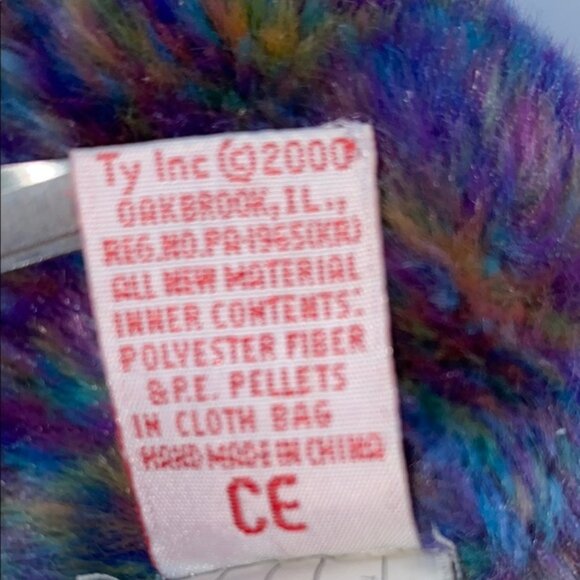 Ty Inc ©2000
OAKBROOK, IL.,
REG.NO.PA-1965(KR)
ALL NEW MATERIAL
INNER CONTENTS:
POLYESTER FIBER
& P.E. PELLETS
IN CLOTH BAG
HAND MADE IN CHINA
CE